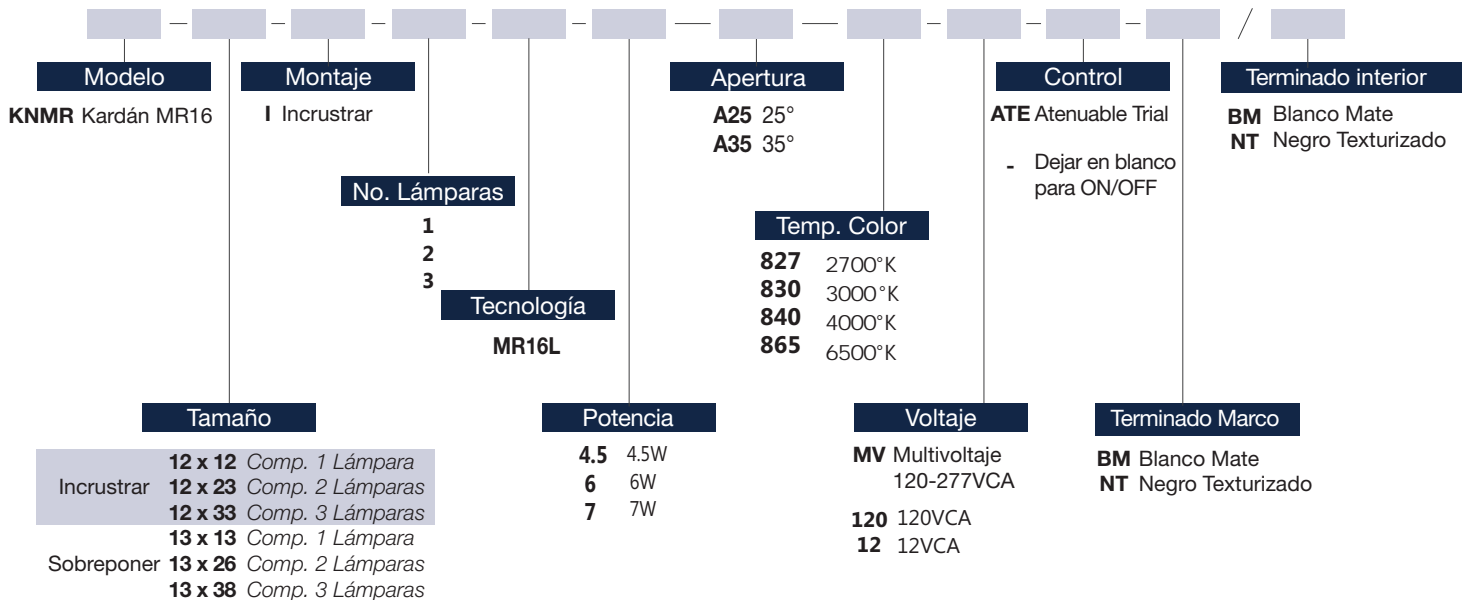 Modelo
KNMR Kardán MR16
Montaje
I Incrustrar
No. Lámparas
1
2
3
Tecnología
MR16L
Apertura
A25 25°
A35 35°
Temp. Color
827 2700°K
830 3000°K
840 4000°K
865 6500°K
Control
ATE Atenuable Trial
- Dejar en blanco
para ON/OFF
Terminado interior
BM Blanco Mate
NT Negro Texturizado
Tamaño
12 x 12 Comp. 1 Lámpara
Incrustrar 12 x 23 Comp. 2 Lámparas
12 x 33 Comp. 3 Lámparas
13 x 13 Comp. 1 Lámpara
Sobreponer 13 x 26 Comp. 2 Lámparas
13 x 38 Comp. 3 Lámparas
Potencia
4.5 4.5W
6 6W
7 7W
Voltaje
MV Multivoltaje
120-277VCA
120 120VCA
12 12VCA
Terminado Marco
BM Blanco Mate
NT Negro Texturizado